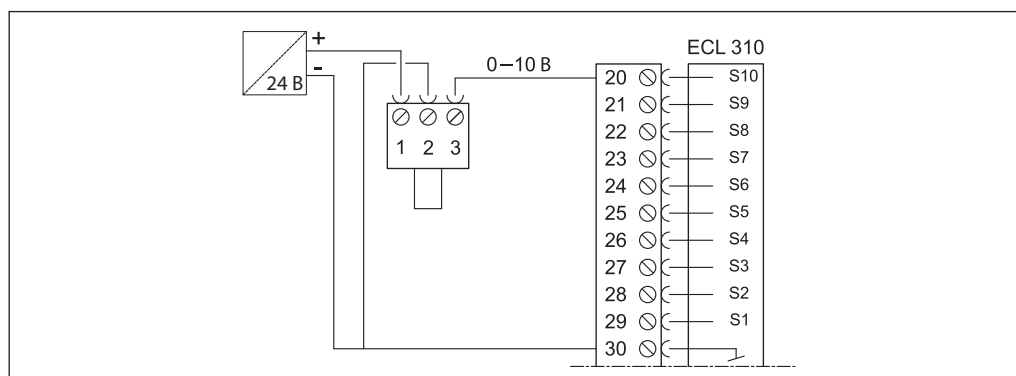 ECL 310
+
-
24 В
0–10 В
1 2 3
20 S10
21 S9
22 S8
23 S7
24 S6
25 S5
26 S4
27 S3
28 S2
29 S1
30